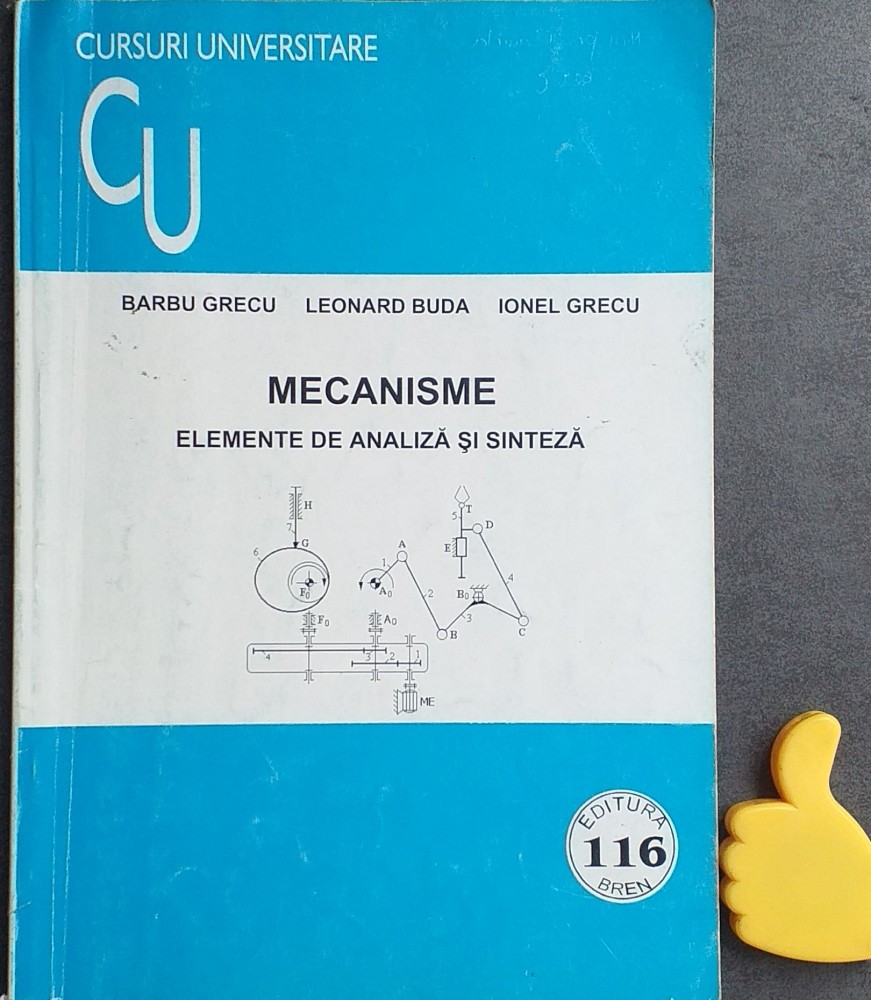 CURSURI UNIVERSITARE
CU
BARBU GRECU LEONARD BUDA IONEL GRECU
MECANISME
ELEMENTE DE ANALIZĂ ŞI SINTEZĂ
H
7
G
6
F0
A
1
A0
2
B
T
5
D
E
B0
3
4
C
F0
A0
4
3
2
1
ME
EDITURA
116
BREN